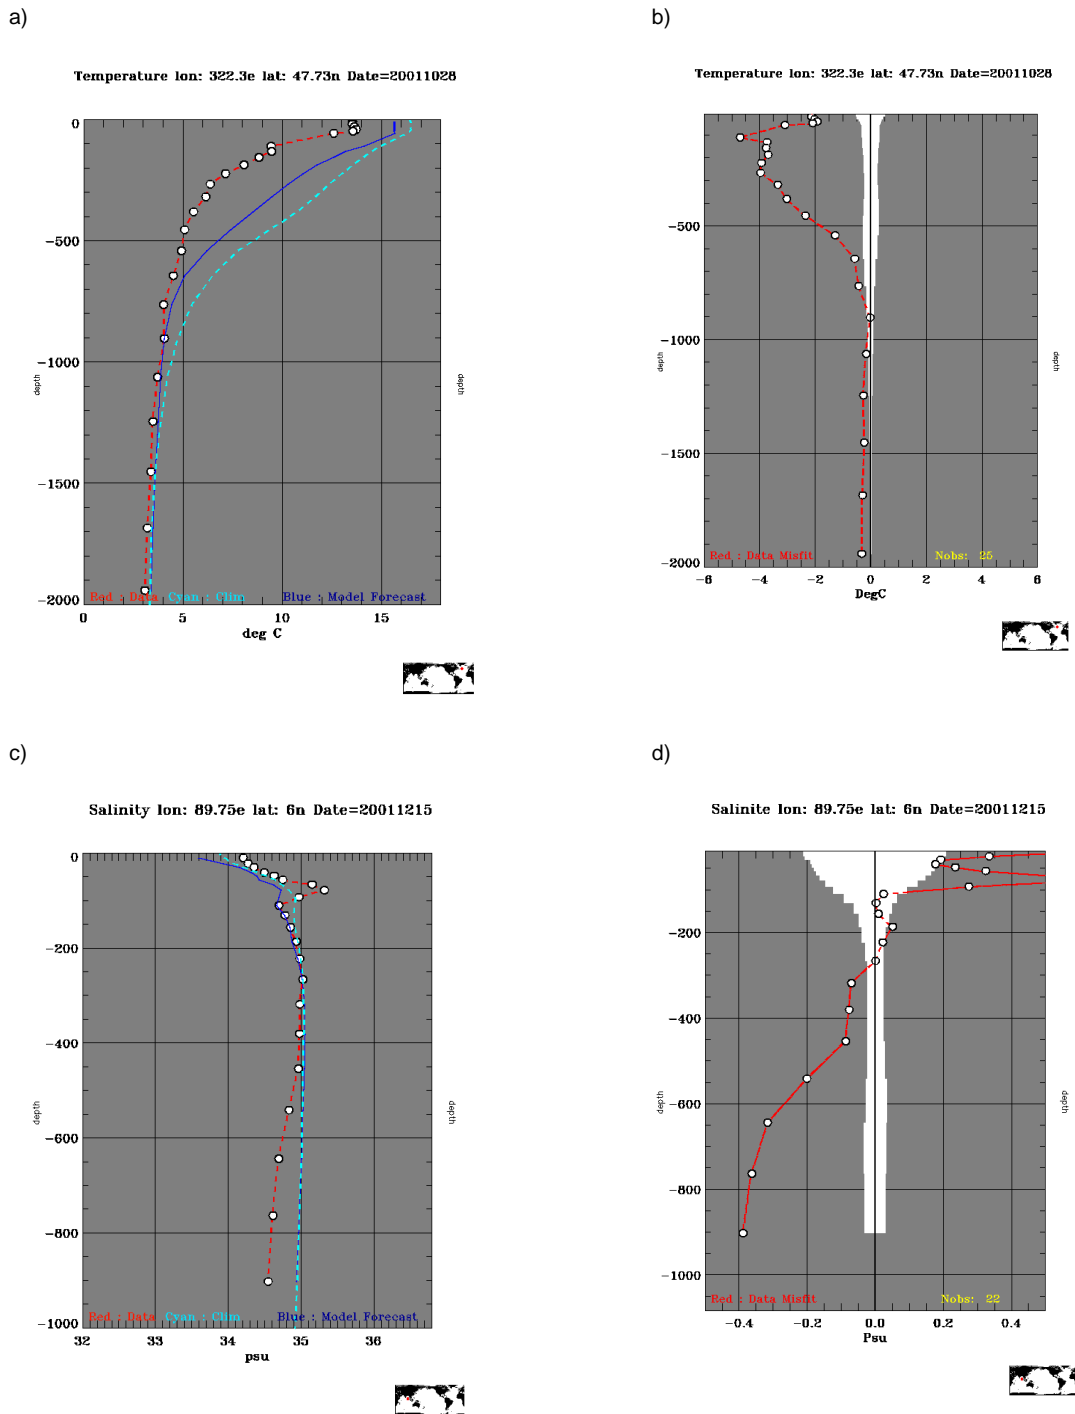 a)
b)
Temperature lon: 322.3e lat: 47.73n Date=20011028
Temperature lon: 322.3e lat: 47.73n Date=20011028
0
-500
-1000
-1500
-2000
depth
Red : Data Cyan : Clim Blue : Model Forecast
0 5 10 15
deg C
0
-500
-1000
-1500
-2000
depth
depth
Red : Data Misfit Nobs: 25
-6 -4 -2 0 2 4 6
DegC
depth
c)
d)
Salinity lon: 89.75e lat: 6n Date=20011215
Salinite lon: 89.75e lat: 6n Date=20011215
0
-200
-400
-600
-800
-1000
depth
Red : Data Cyan : Clim Blue : Model Forecast
32 33 34 35 36
psu
0
-200
-400
-600
-800
-1000
depth
depth
Red : Data Misfit Nobs: 22
-0.4 -0.2 0.0 0.2 0.4
Psu
depth